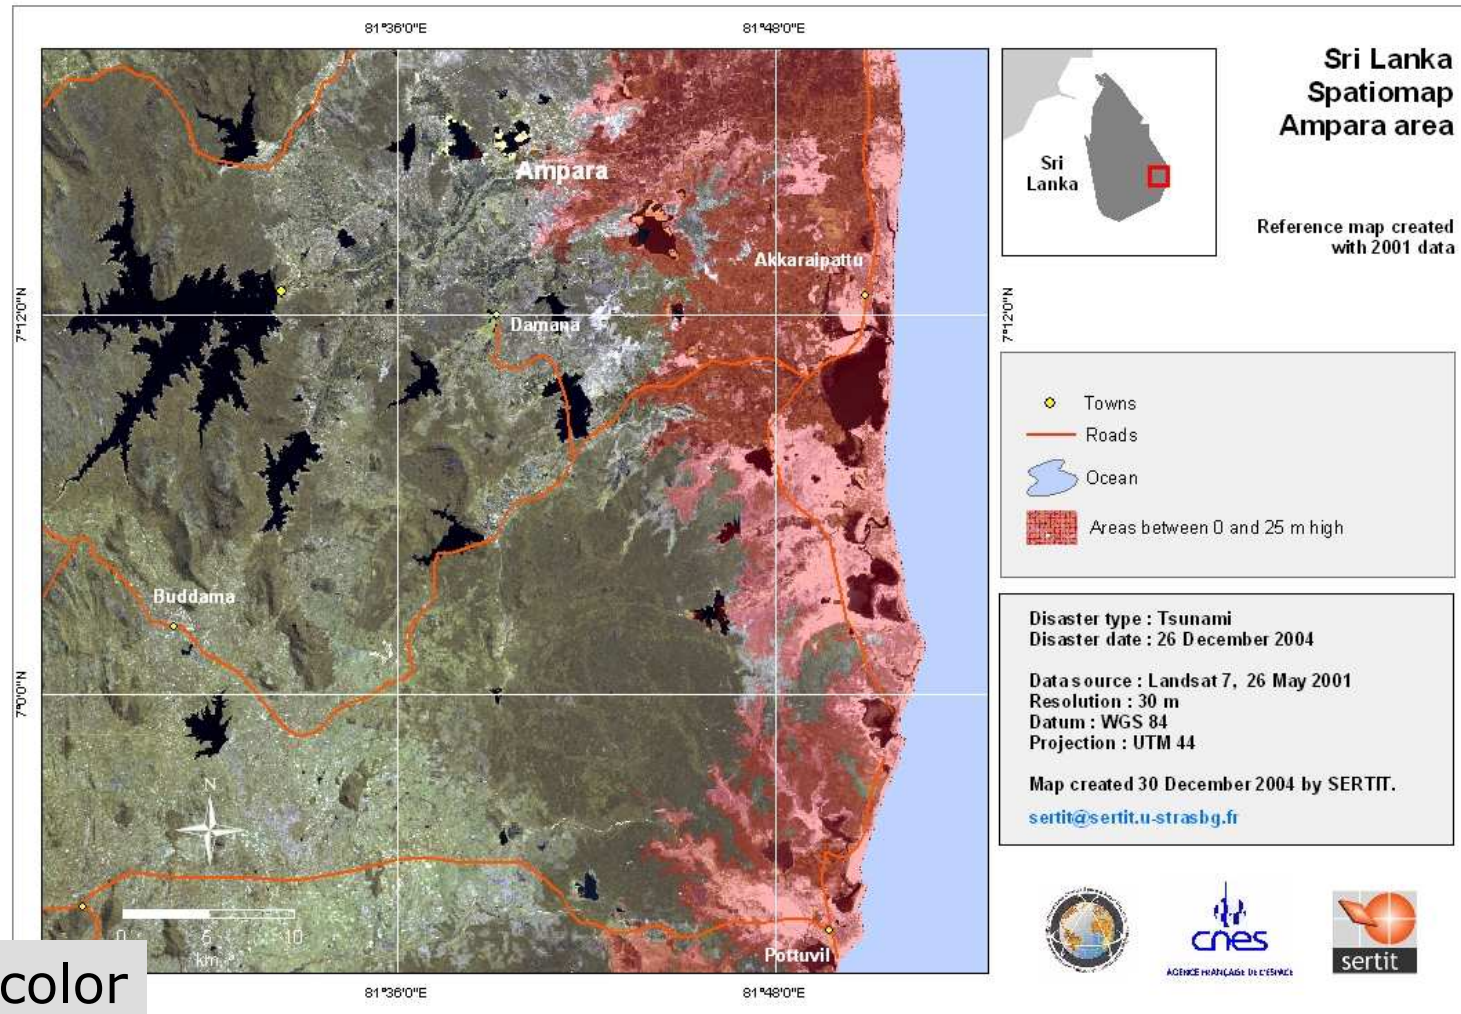 81°36'0"E
81°48'0"E
Sri Lanka
Spatiomap
Ampara area
Sri
Lanka
Reference map created
with 2001 data
Ampara
Akkaraipattu
7°12'0"N
7°12'0"N
Damana
Towns
Roads
Ocean
Areas between 0 and 25 m high
Buddama
Disaster type : Tsunami
Disaster date : 26 December 2004
Data source : Landsat 7, 26 May 2001
Resolution : 30 m
Datum : WGS 84
Projection : UTM 44
Map created 30 December 2004 by SERTIT.
sertit@sertit.u-strasbg.fr
7°0'0"N
N
0 5 10
km
Pottuvil
cnes
AGENCE FRANÇAISE DE L'ESPACE
sertit
color
81°36'0"E
81°48'0"E